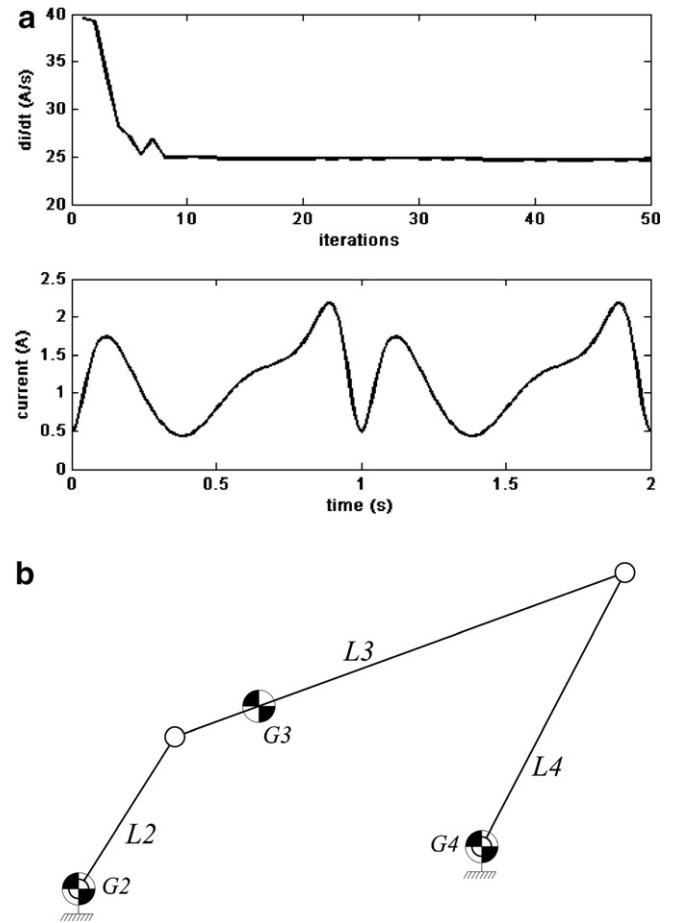 a
40
35
30
25
20
di/dt (A/s)
0 10 20 30 40 50
iterations
2.5
2
1.5
1
0.5
0
current (A)
0 0.5 1 1.5 2
time (s)
b
L3
G3
L2
L4
G4
G2